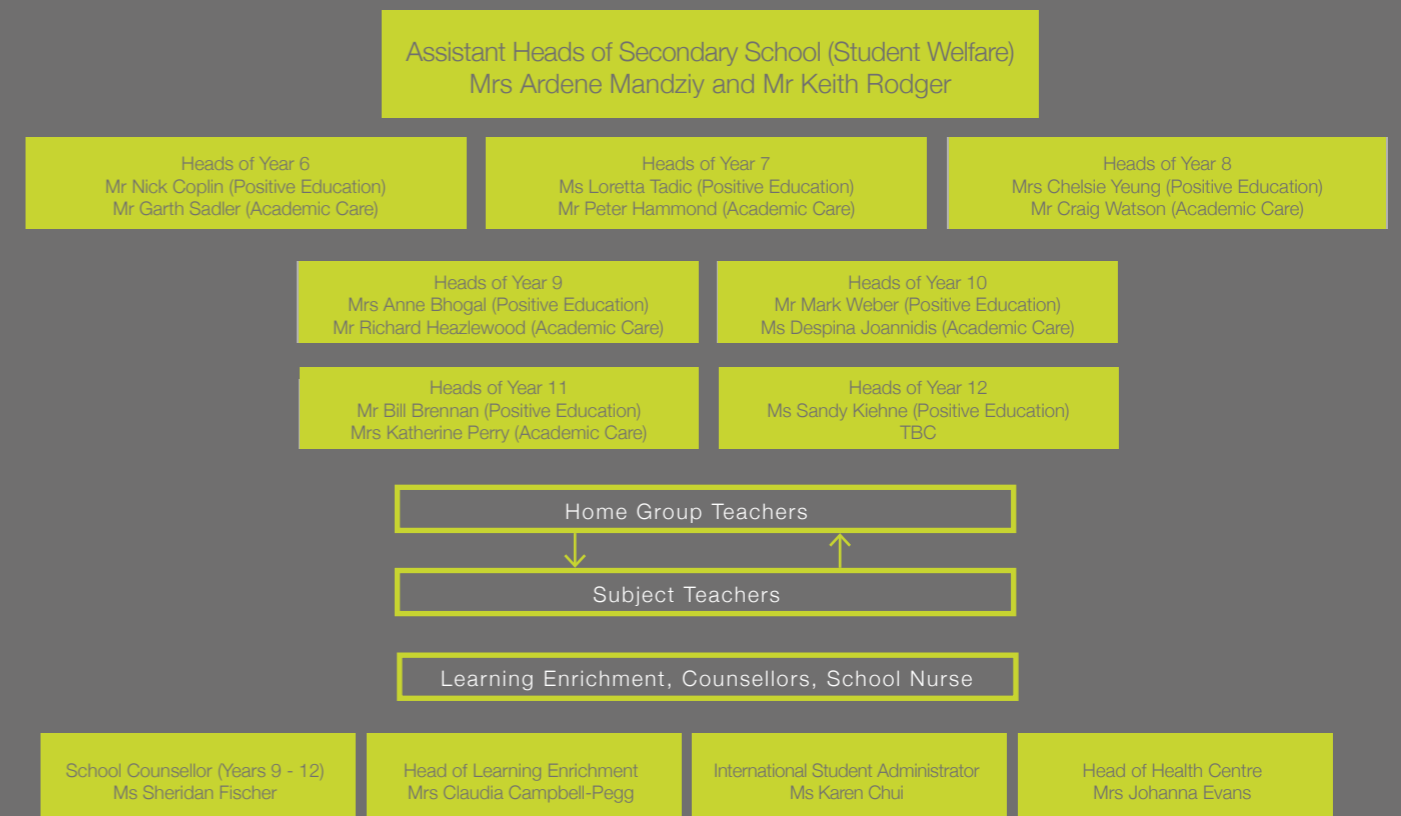 Assistant Heads of Secondary School (Student Welfare)
Mrs Ardene Mandziy and Mr Keith Rodger
Heads of Year 6
Mr Nick Coplin (Positive Education)
Mr Garth Sadler (Academic Care)
Heads of Year 7
Ms Loretta Tadic (Positive Education)
Mr Peter Hammond (Academic Care)
Heads of Year 8
Mrs Chelsie Yeung (Positive Education)
Mr Craig Watson (Academic Care)
Heads of Year 9
Mrs Anne Bhogal (Positive Education)
Mr Richard Heazlewood (Academic Care)
Heads of Year 10
Mr Mark Weber (Positive Education)
Ms Despina Joannidis (Academic Care)
Heads of Year 11
Mr Bill Brennan (Positive Education)
Mrs Katherine Perry (Academic Care)
Heads of Year 12
Ms Sandy Kiehne (Positive Education)
TBC
Home Group Teachers
Subject Teachers
Learning Enrichment, Counsellors, School Nurse
School Counsellor (Years 9 - 12)
Ms Sheridan Fischer
Head of Learning Enrichment
Mrs Claudia Campbell-Pegg
International Student Administrator
Ms Karen Chui
Head of Health Centre
Mrs Johanna Evans